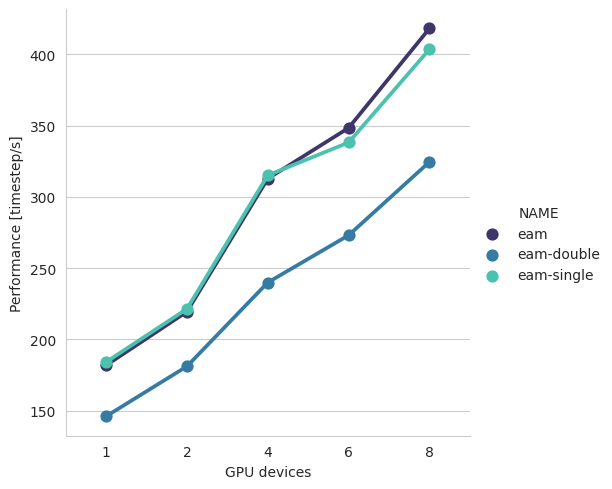 Performance [timestep/s]
400
350
300
250
200
150
1 2 4 6 8
GPU devices
NAME
eam
eam-double
eam-single